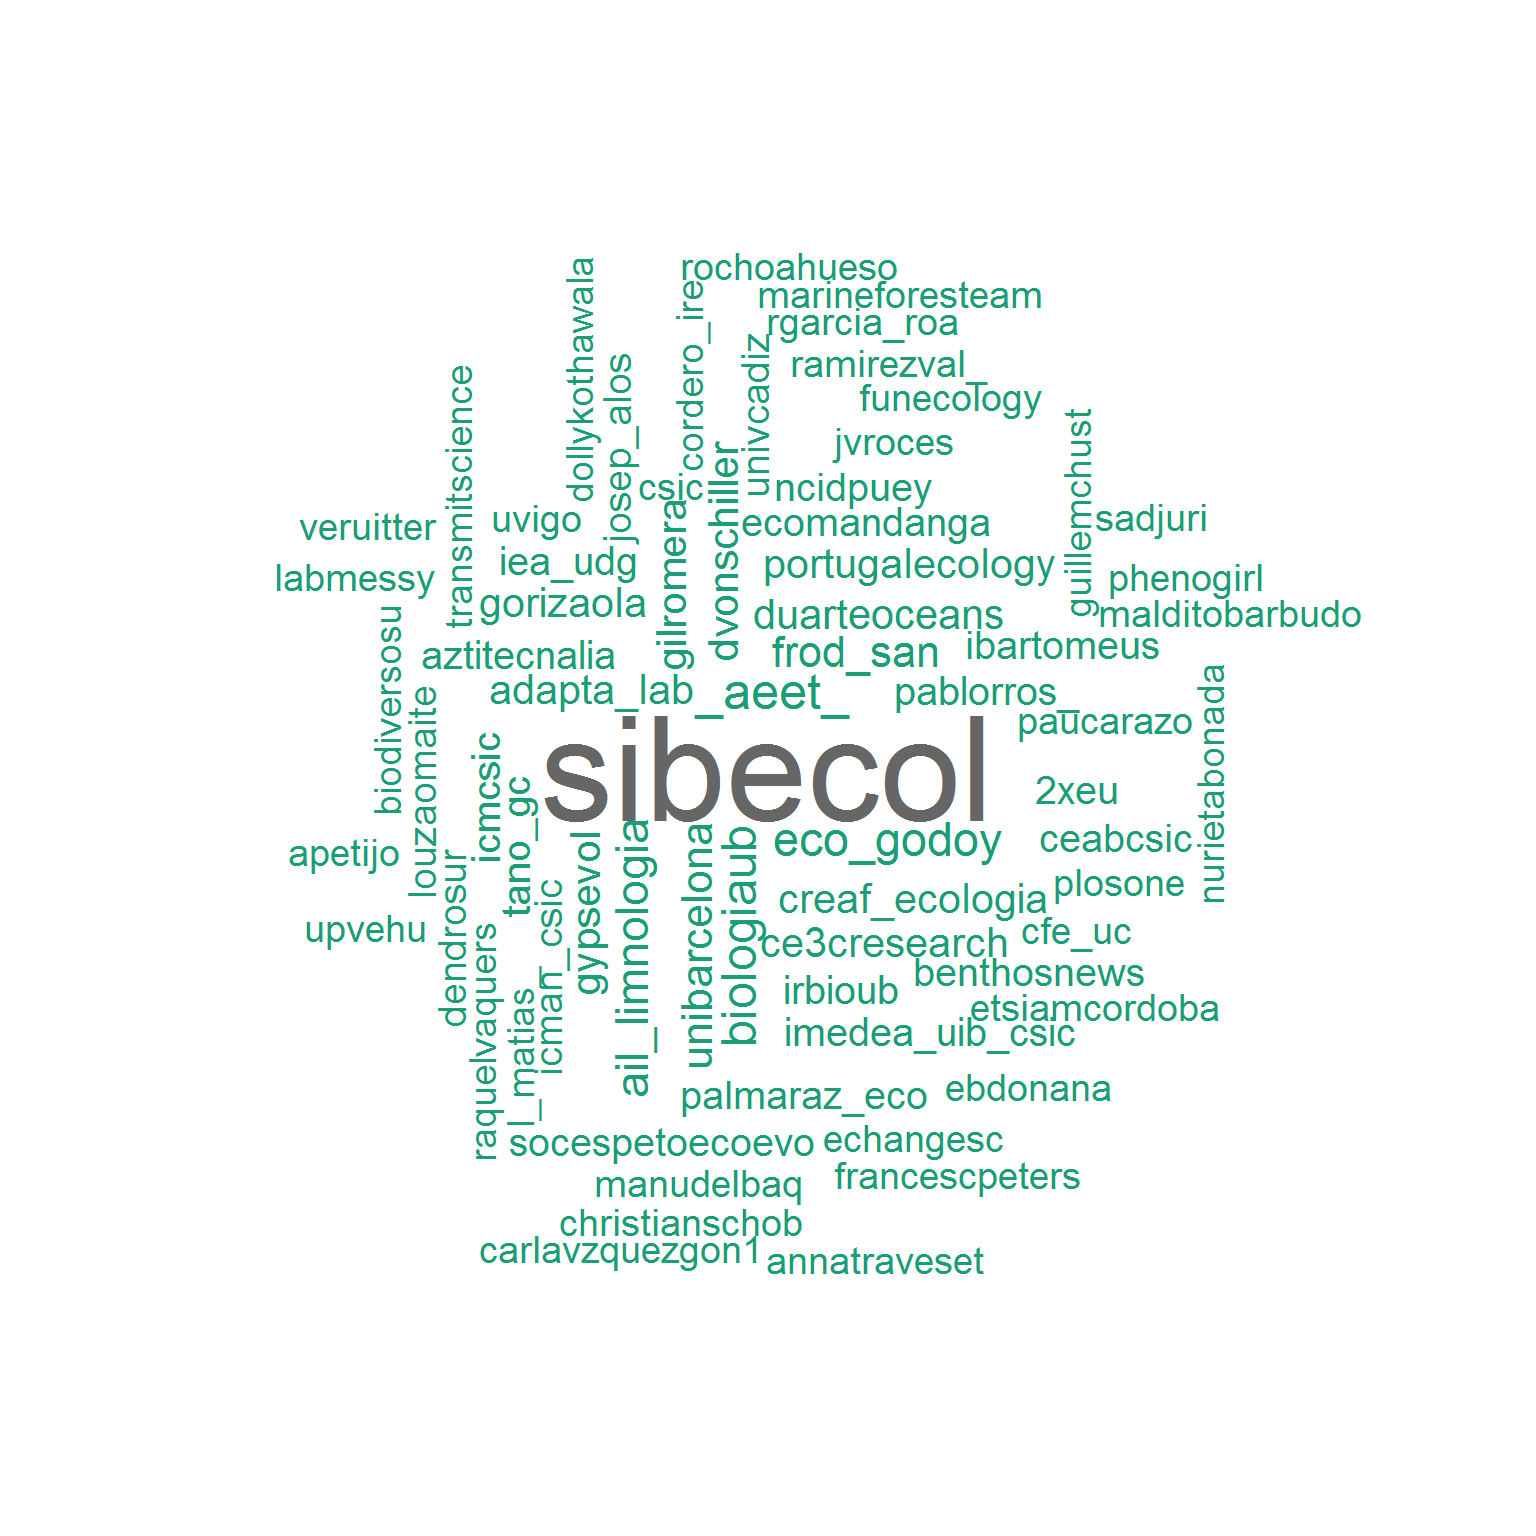 rochoahueso
marineforesteam
rgarcia_roa
ramirezval_
funecology
jvroces
dollykothawala
josep_alos
cordero_ire
univcadiz
transmitscience
guillemchust
csic
ncidpuey
veruitter
uvigo
ecomandanga
sadjuri
gilromera
dvonschiller
labmessy
iea_udg
portugalecology
phenogirl
gorizaola
duarteoceans
malditobarbudo
biodiversosu
aztitecnalia
frod_san
ibartomeus
adapta_lab
_aeet_
pablorros_
louzaomaite
paucarazo
nurietabonada
sibecol
icmcsic
tano_gc
2xeu
apetijo
gypsevol
ail_limnologia
unibarcelona
biologiaub
eco_godoy
ceabcsic
dendrosur
icman_csic
creaf_ecologia
plosone
upvehu
raquelvaquers
ce3cresearch
cfe_uc
l_matias
benthosnews
irbioub
etsiamcordoba
imedea_uib_csic
palmaraz_eco
ebdonana
socespetoecoevo
echangesc
manudelbaq
francescpeters
christianschob
carlavzquezgon1
annatraveset